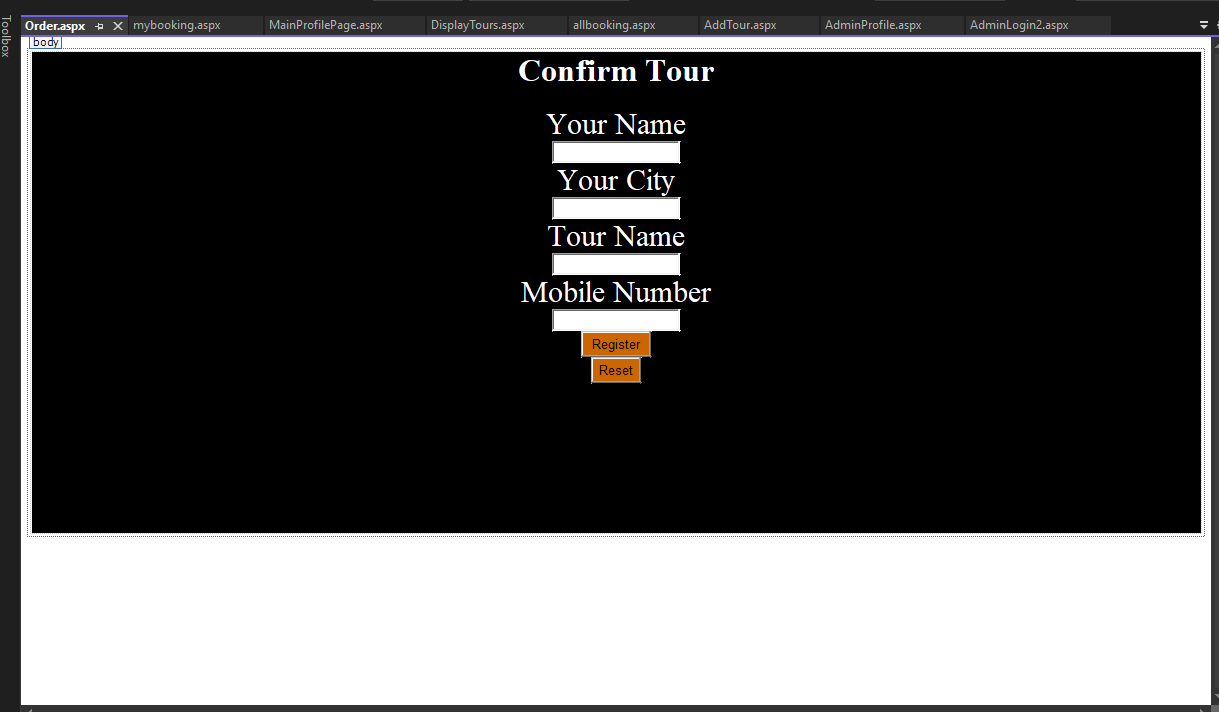 Toolbox
Order.aspx mybooking.aspx MainProfilePage.aspx DisplayTours.aspx allbooking.aspx AddTour.aspx AdminProfile.aspx AdminLogin2.aspx
body
Confirm Tour
Your Name
Your City
Tour Name
Mobile Number
Register
Reset